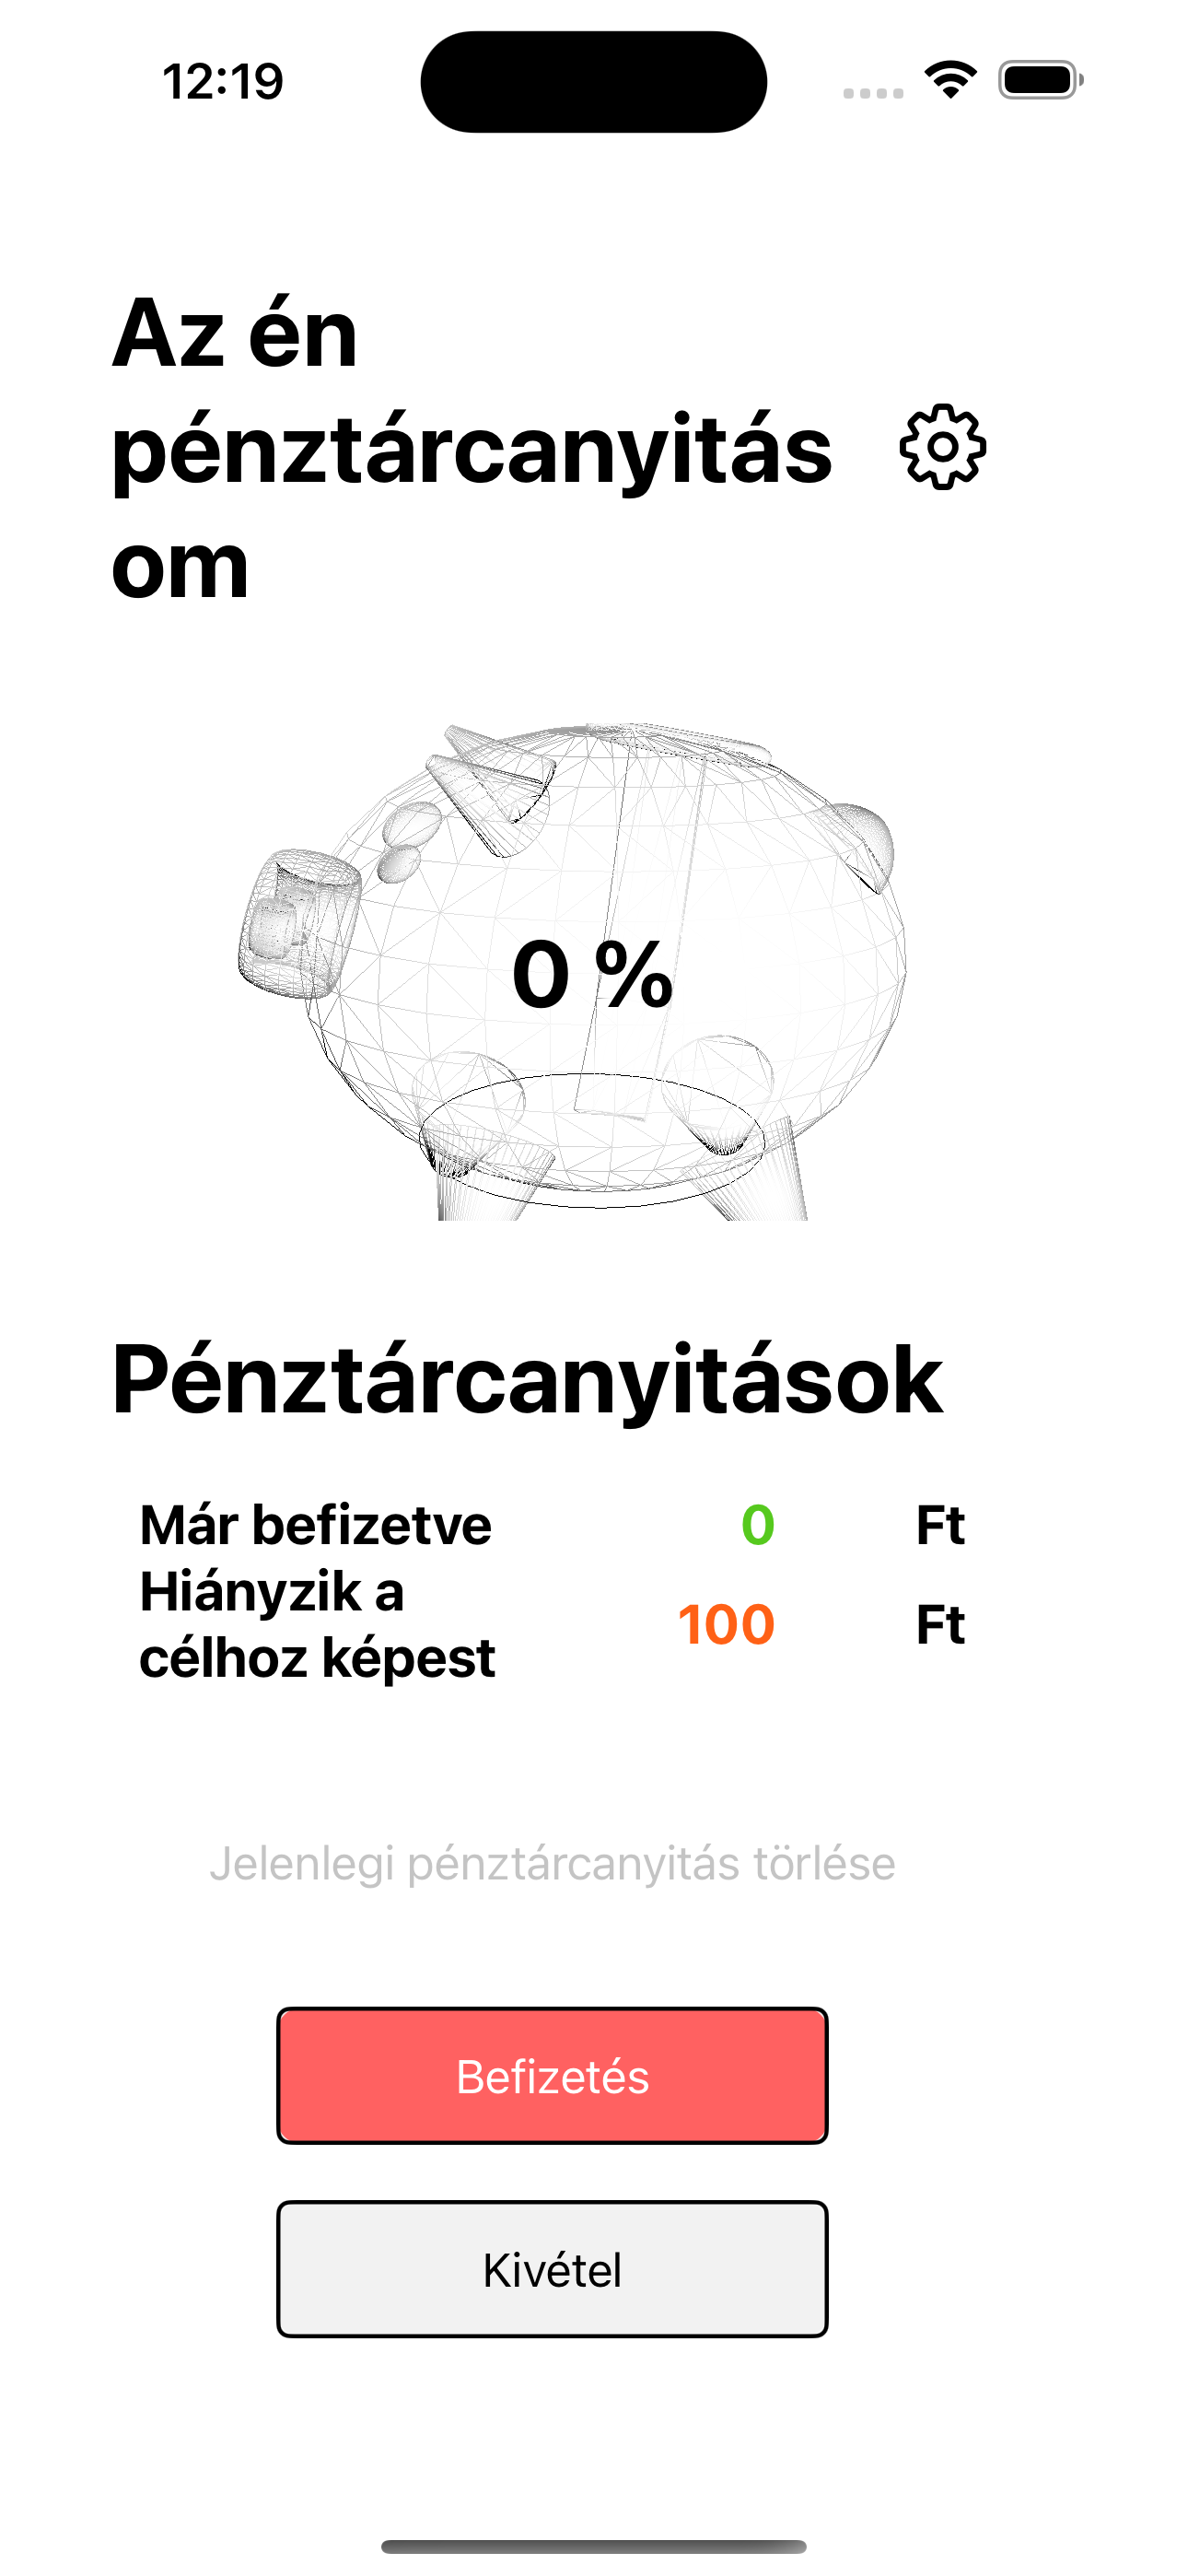 12:19
Az én
pénztárcanyitás
om
0 %
Pénztárcanyitások
Már befizetve 0 Ft
Hiányzik a
célhoz képest 100 Ft
Jelenlegi pénztárcanyitás törlése
Befizetés
Kivétel